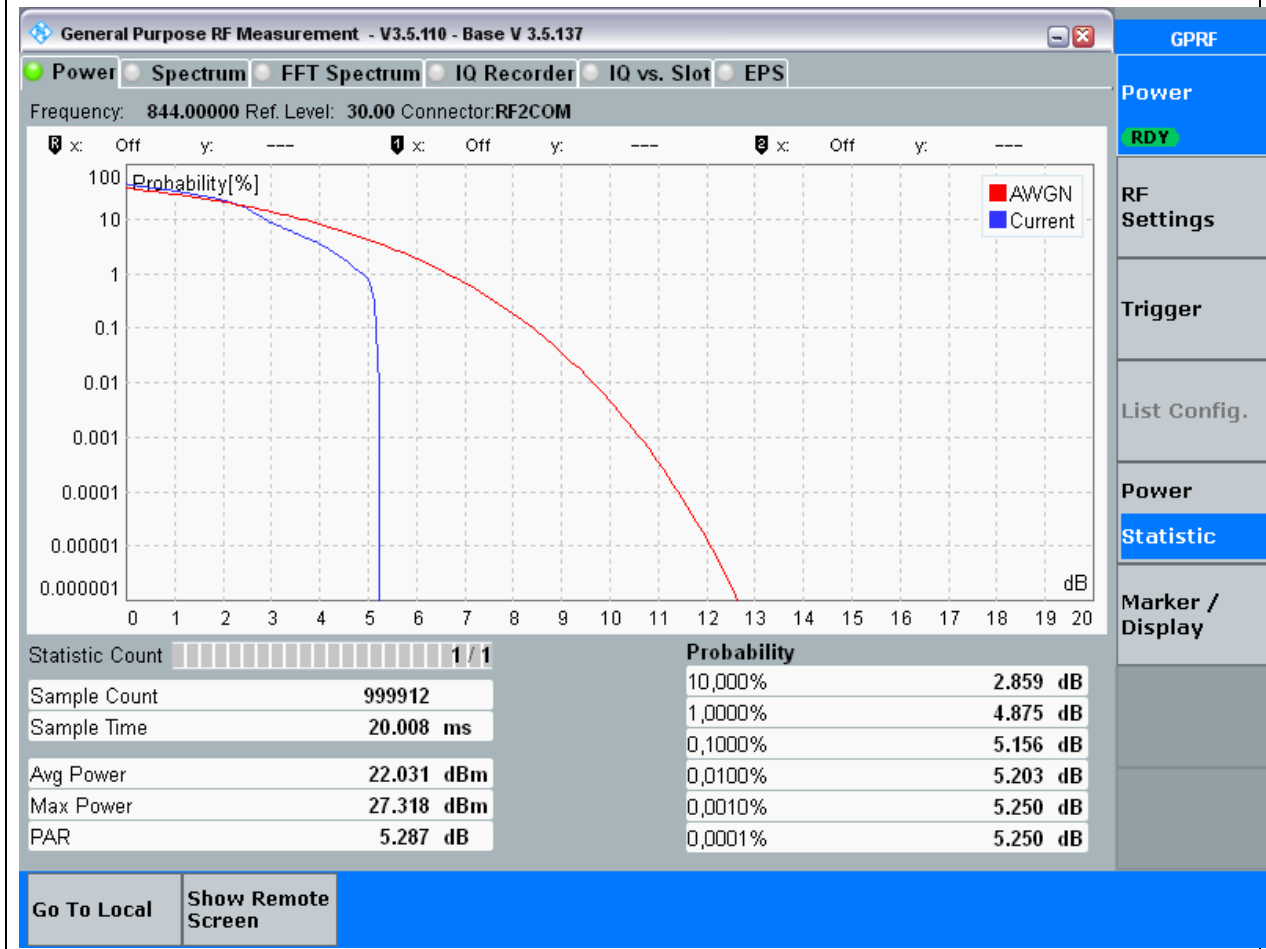 General Purpose RF Measurement - V3.5.110 - Base V 3.5.137
GPRF
Power Spectrum FFT Spectrum IQ Recorder IQ vs. Slot EPS
Frequency: 844.00000 Ref. Level: 30.00 Connector:RF2COM
R x: Off y: --- 1 x: Off y: --- 2 x: Off y: ---
Probability[%]
AWGN
Current
100
10
1
0.1
0.01
0.001
0.0001
0.00001
0.000001
dB
0 1 2 3 4 5 6 7 8 9 10 11 12 13 14 15 16 17 18 19 20
Statistic Count 1 / 1
Sample Count 999912
Sample Time 20.008 ms
Avg Power 22.031 dBm
Max Power 27.318 dBm
PAR 5.287 dB
Probability
10,000% 2.859 dB
1,0000% 4.875 dB
0,1000% 5.156 dB
0,0100% 5.203 dB
0,0010% 5.250 dB
0,0001% 5.250 dB
Power
RDY
RF
Settings
Trigger
List Config.
Power
Statistic
Marker /
Display
Go To Local
Show Remote
Screen